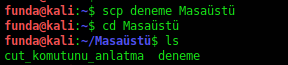 funda@kali:~$ scp deneme Masaüstü
funda@kali:~$ cd Masaüstü
funda@kali:~/Masaüstü$ ls
cut_komutunu_anlatma  deneme